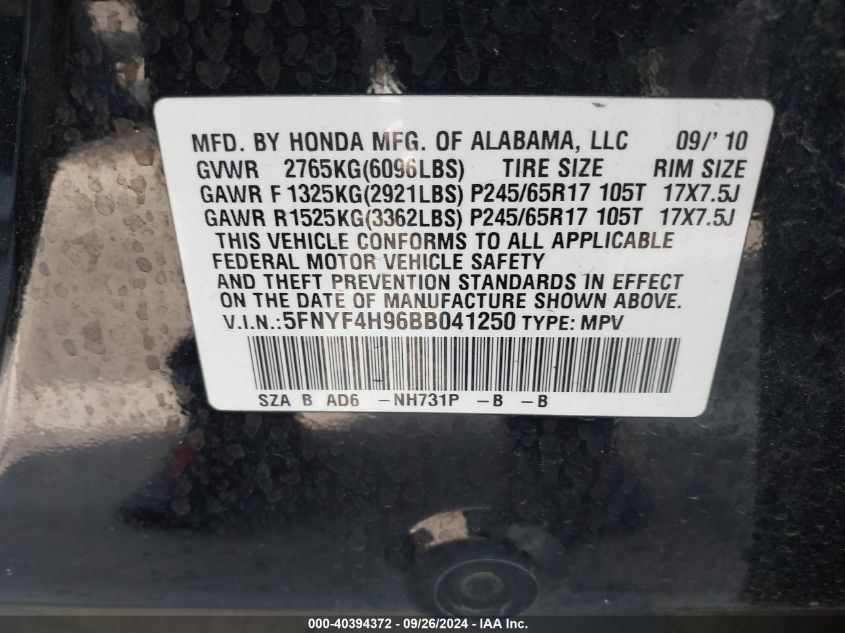 MFD. BY HONDA MFG. OF ALABAMA, LLC 09/' 10
GVWR 2765KG(6096LBS) TIRE SIZE RIM SIZE
GAWR F 1325KG(2921LBS) P245/65R17 105T 17X7.5J
GAWR R1525KG(3362LBS) P245/65R17 105T 17X7.5J
THIS VEHICLE CONFORMS TO ALL APPLICABLE
FEDERAL MOTOR VEHICLE SAFETY
AND THEFT PREVENTION STANDARDS IN EFFECT
ON THE DATE OF MANUFACTURE SHOWN ABOVE.
V.I.N.:5FNYF4H96BB041250 TYPE: MPV
SZA B AD6 -NH731P -B -B
000-40394372 - 09/26/2024 - IAA Inc.